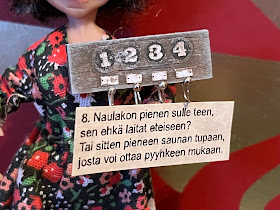 1 2 3 4
8. Naulakon pienen sulle teen,
sen ehkä laitat eteiseen?
Tai sitten pieneen saunan tupaan,
josta voi ottaa pyyhkeen mukaan.